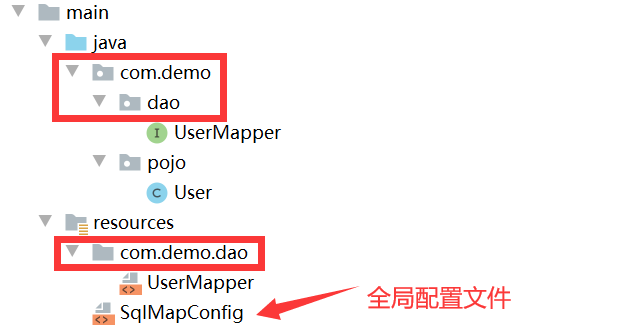 main
java
com.demo
dao
UserMapper
pojo
User
resources
com.demo.dao
UserMapper
SqlMapConfig 全局配置文件